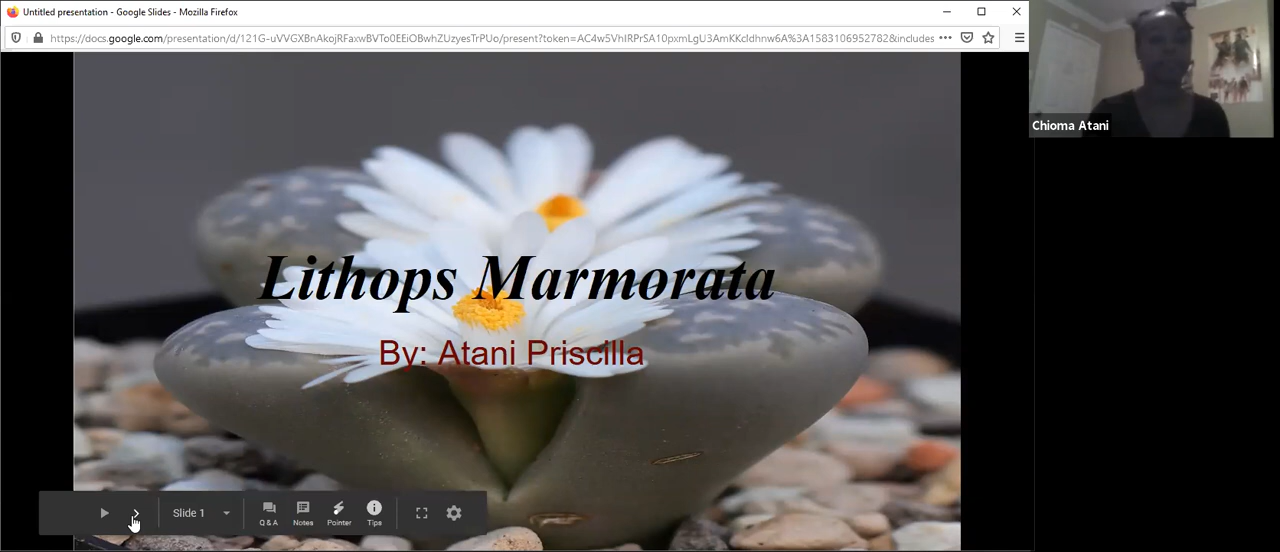 Untitled presentation - Google Slides - Mozilla Firefox
https://docs.google.com/presentation/d/121G-uVVGXBnAkojRFaxwBVTo0EEiOBwhZUzyesTrPUo/present?token=AC4w5VhIRPrSA10pxmLgU3AmKKcIdhnw6A%3A1583106952782&includes
Chioma Atani
Lithops Marmorata
By: Atani Priscilla
Slide 1
Q & A
Notes
Pointer
Tips